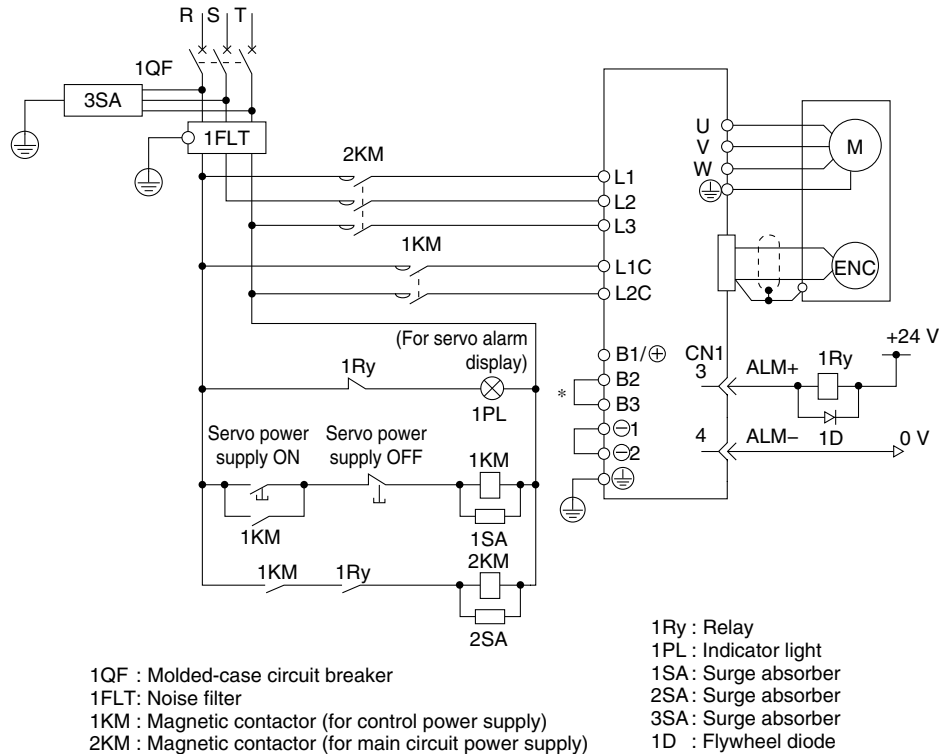 R S T
1QF
3SA
1FLT
2KM
U
V
W
M
L1
L2
L3
1KM
L1C
L2C
ENC
(For servo alarm
display)
+24 V
B1/⊕
CN1
3
ALM+
1Ry
1Ry
1PL
*
B2
B3
⊖1
⊖2
4
ALM−
1D
0 V
Servo power
supply ON
Servo power
supply OFF
1KM
1KM
1SA
2KM
1KM
1Ry
2SA
1QF : Molded-case circuit breaker
1FLT: Noise filter
1KM : Magnetic contactor (for control power supply)
2KM : Magnetic contactor (for main circuit power supply)
1Ry : Relay
1PL : Indicator light
1SA : Surge absorber
2SA : Surge absorber
3SA : Surge absorber
1D : Flywheel diode